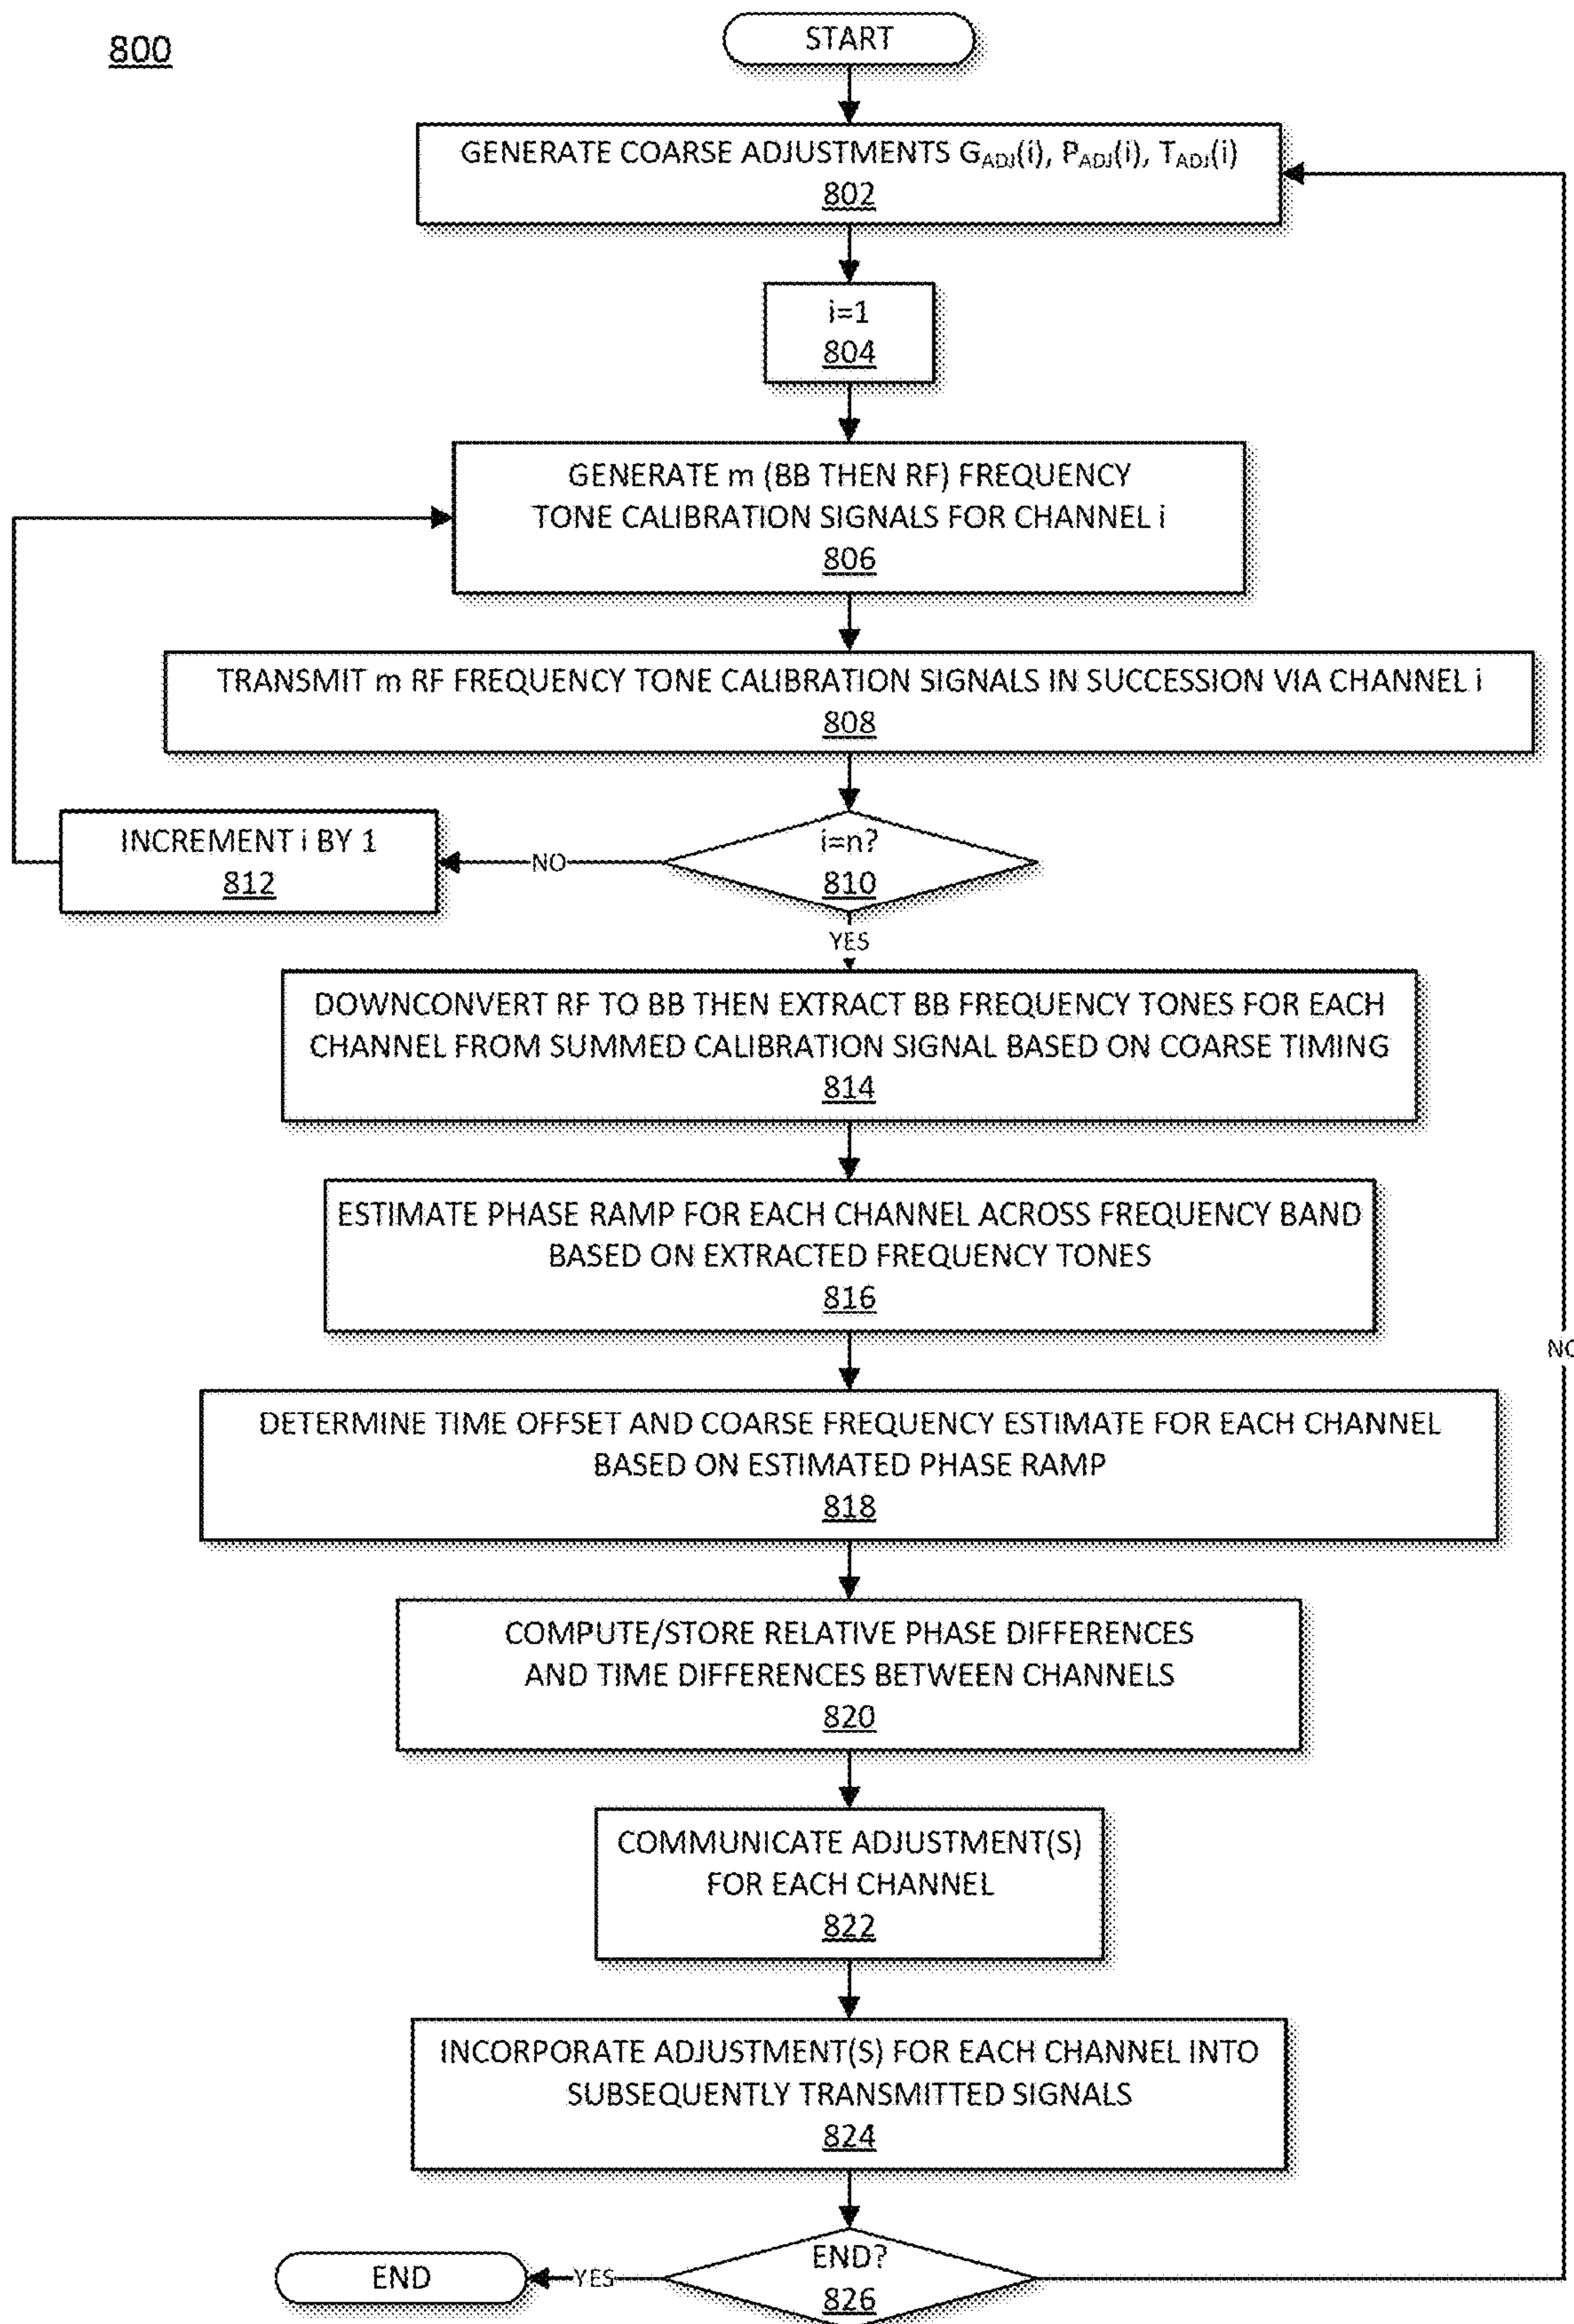 800
START
GENERATE COARSE ADJUSTMENTS GADJ(i), PADJ(i), TADJ(i)
802
i=1
804
GENERATE m (BB THEN RF) FREQUENCY
TONE CALIBRATION SIGNALS FOR CHANNEL i
806
TRANSMIT m RF FREQUENCY TONE CALIBRATION SIGNALS IN SUCCESSION VIA CHANNEL i
808
i=n?
810
NO
INCREMENT i BY 1
812
YES
DOWNCONVERT RF TO BB THEN EXTRACT BB FREQUENCY TONES FOR EACH
CHANNEL FROM SUMMED CALIBRATION SIGNAL BASED ON COARSE TIMING
814
ESTIMATE PHASE RAMP FOR EACH CHANNEL ACROSS FREQUENCY BAND
BASED ON EXTRACTED FREQUENCY TONES
816
NO
DETERMINE TIME OFFSET AND COARSE FREQUENCY ESTIMATE FOR EACH CHANNEL
BASED ON ESTIMATED PHASE RAMP
818
COMPUTE/STORE RELATIVE PHASE DIFFERENCES
AND TIME DIFFERENCES BETWEEN CHANNELS
820
COMMUNICATE ADJUSTMENT(S)
FOR EACH CHANNEL
822
INCORPORATE ADJUSTMENT(S) FOR EACH CHANNEL INTO
SUBSEQUENTLY TRANSMITTED SIGNALS
824
END?
826
YES
END